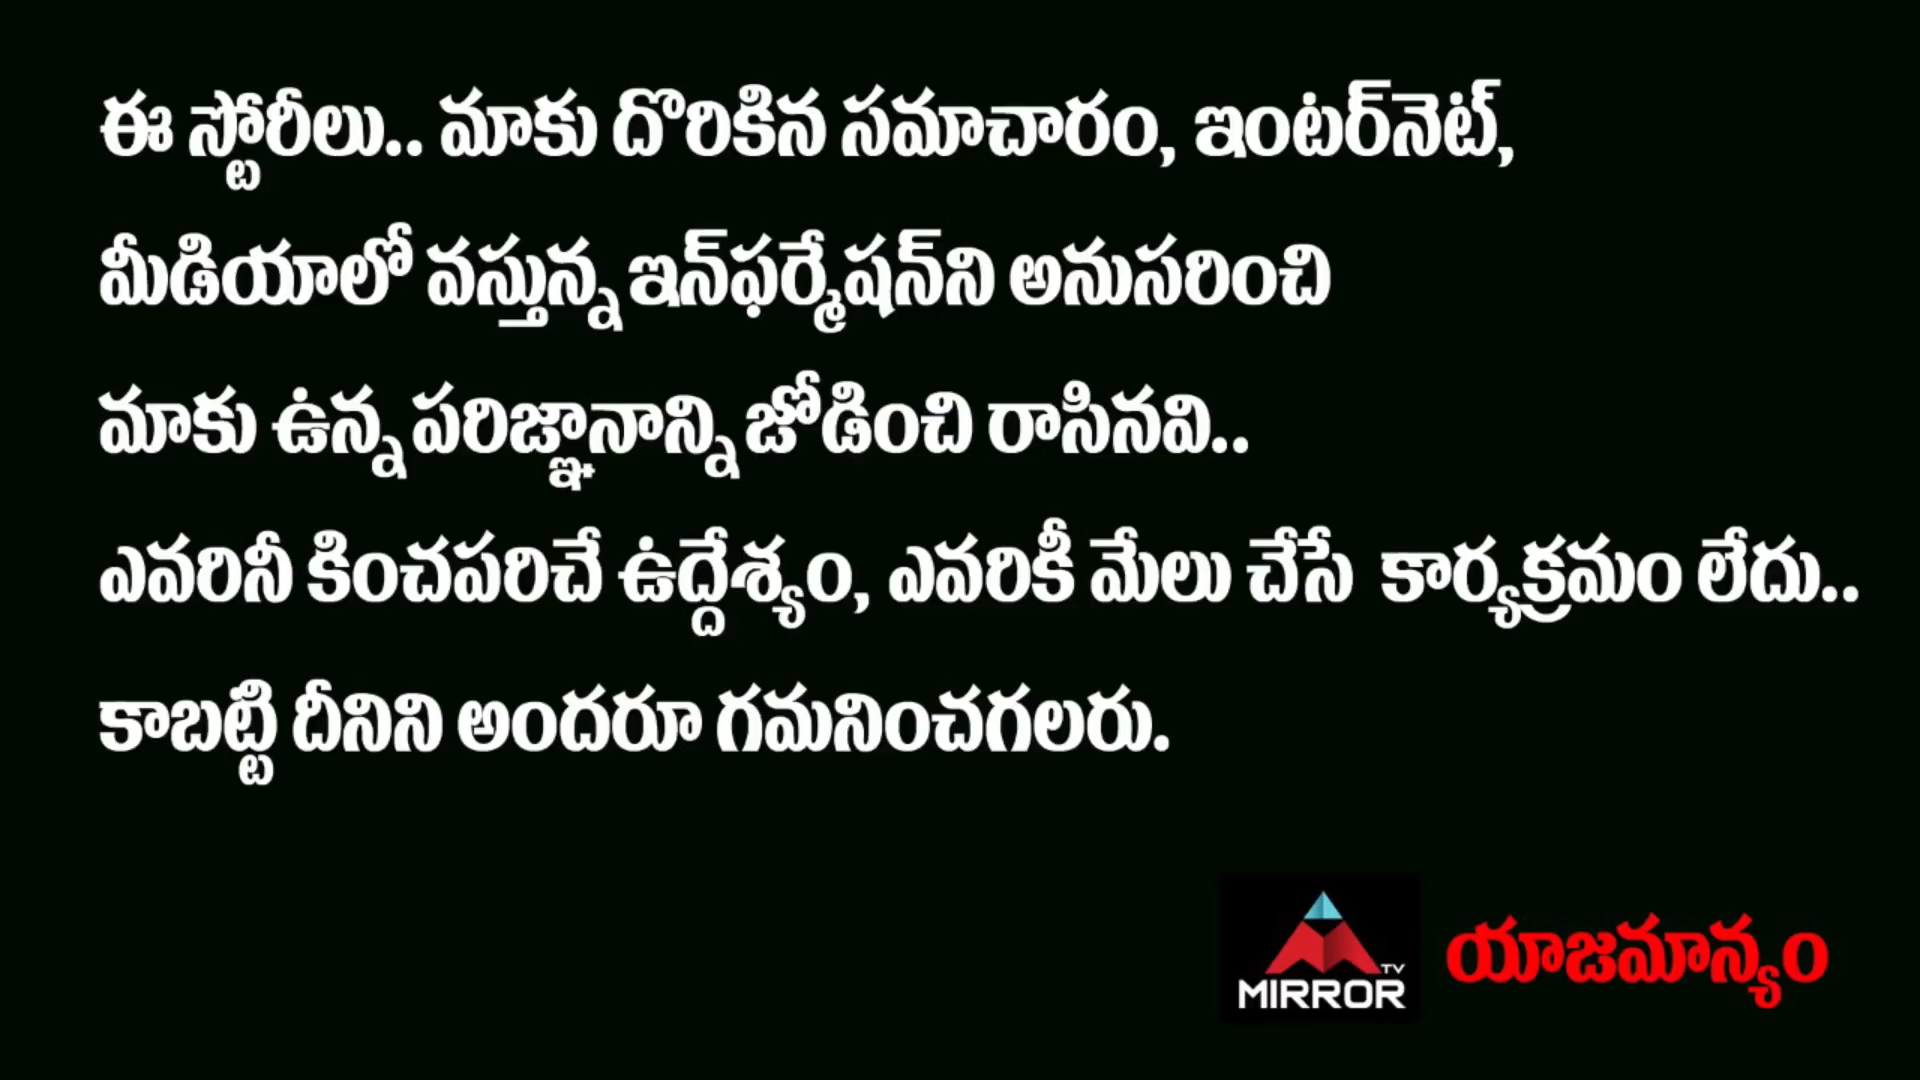 ఈ స్టోరీలు.. మాకు దొరికిన సమాచారం, ఇంటర్‌నెట్,
మీడియాలో వస్తున్న ఇన్‌ఫర్మేషన్‌ని అనుసరించి
మాకు ఉన్న పరిజ్ఞానాన్ని జోడించి రాసినవి..
ఎవరినీ కించపరిచే ఉద్దేశ్యం, ఎవరికీ మేలు చేసే కార్యక్రమం లేదు..
కాబట్టి దీనిని అందరూ గమనించగలరు.
TV
MIRROR యాజమాన్యం